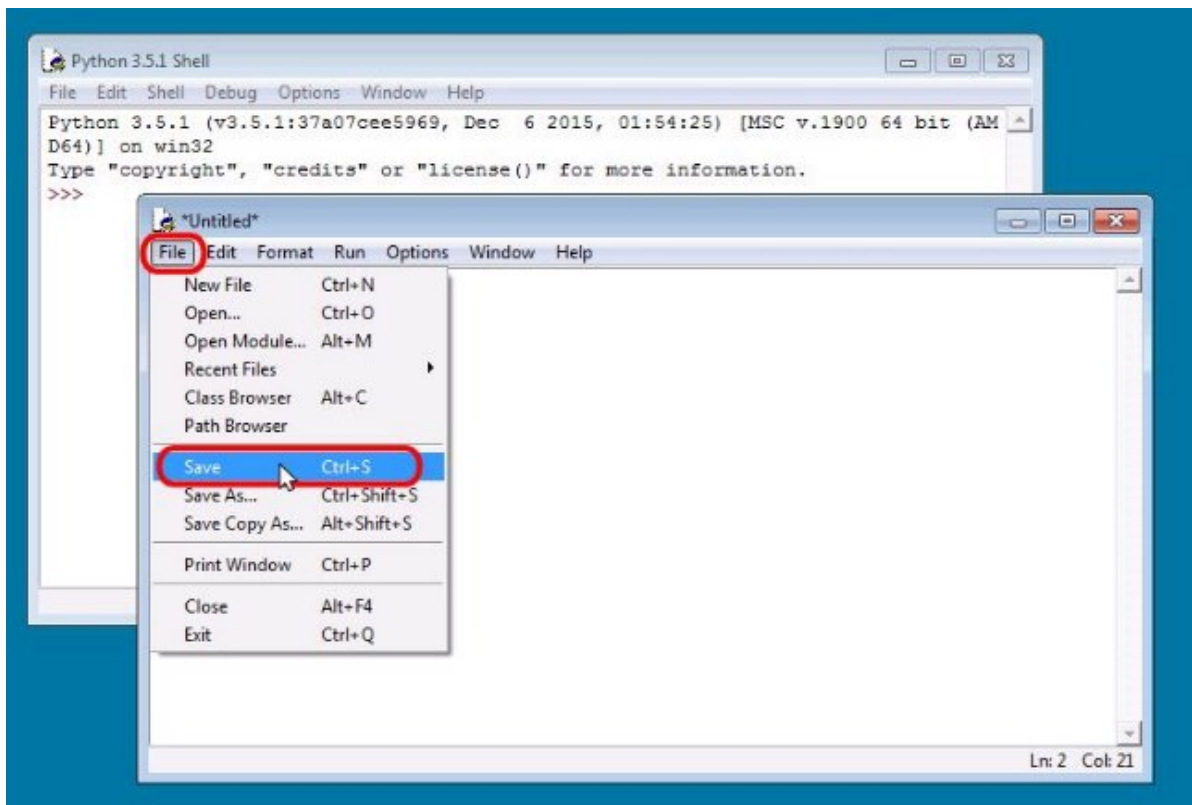 Python 3.5.1 Shell
File Edit Shell Debug Options Window Help
Python 3.5.1 (v3.5.1:37a07cee5969, Dec  6 2015, 01:54:25) [MSC v.1900 64 bit (AM
D64)] on win32
Type "copyright", "credits" or "license()" for more information.
>>>
*Untitled*
File Edit Format Run Options Window Help
New File Ctrl+N
Open... Ctrl+O
Open Module... Alt+M
Recent Files
Class Browser Alt+C
Path Browser
Save Ctrl+S
Save As... Ctrl+Shift+S
Save Copy As... Alt+Shift+S
Print Window Ctrl+P
Close Alt+F4
Exit Ctrl+Q
Ln: 2 Col: 21